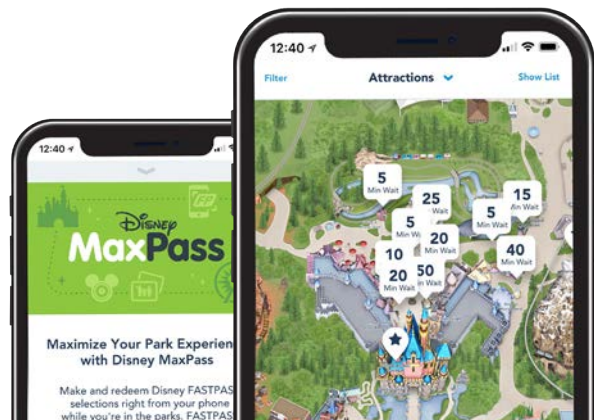 12:40
Disney
MaxPass
Maximize Your Park Experien
with Disney MaxPass
Make and redeem Disney FASTPAS
selections right from your phone
while you're in the parks. FASTPAS
12:40
Filter
Attractions
Show List
5
Min Wait
25
Wait
15
Min Wait
5
Min W
5
Min Wait
20
Min Wait
40
Min Wait
10
50
Min Wait
20
Min Wait